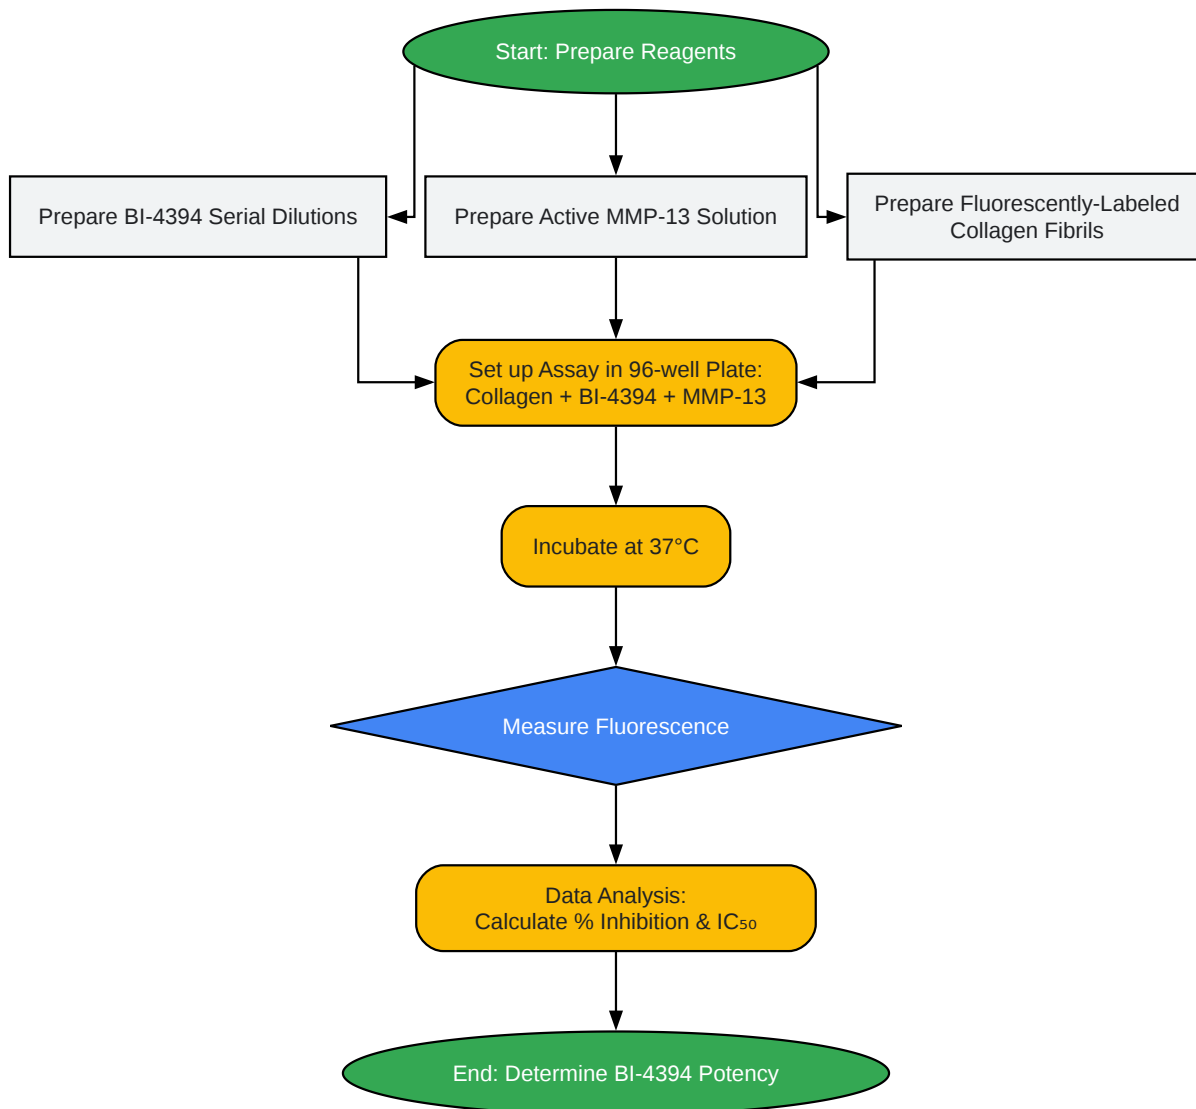 Start: Prepare Reagents
Prepare BI-4394 Serial Dilutions
Prepare Active MMP-13 Solution
Prepare Fluorescently-Labeled
Collagen Fibrils
Set up Assay in 96-well Plate:
Collagen + BI-4394 + MMP-13
Incubate at 37°C
Measure Fluorescence
Data Analysis:
Calculate % Inhibition & IC₅₀
End: Determine BI-4394 Potency